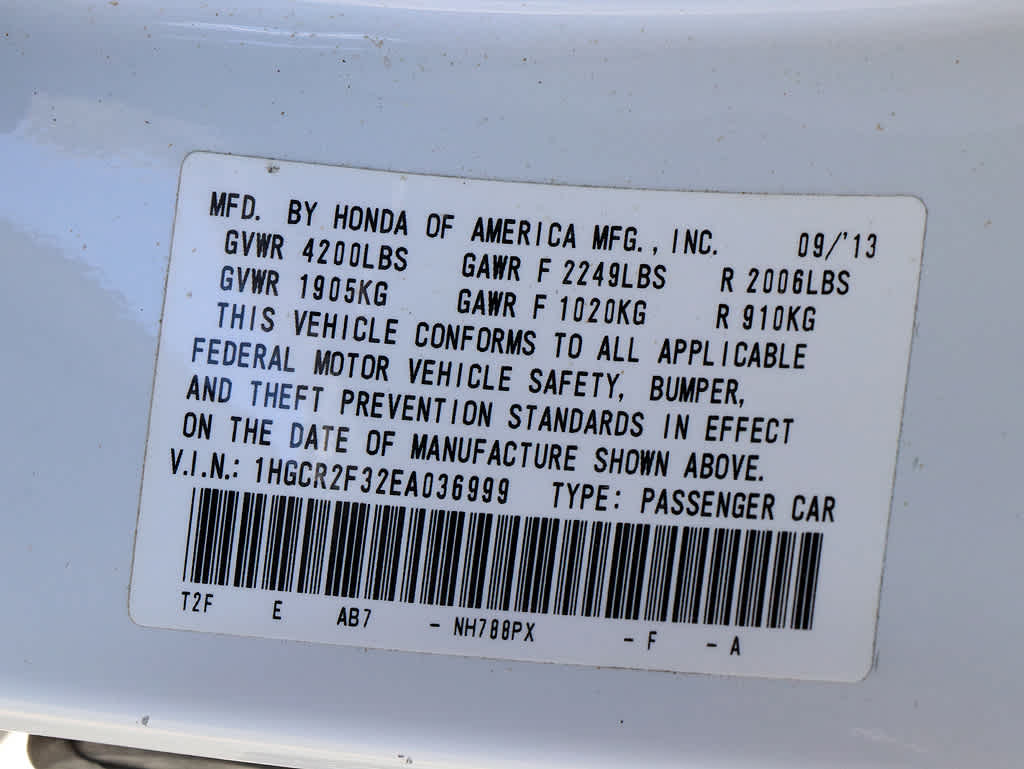 MFD. BY HONDA OF AMERICA MFG., INC. 09/'13
GVWR 4200LBS GAWR F 2249LBS R 2006LBS
GVWR 1905KG GAWR F 1020KG R 910KG
THIS VEHICLE CONFORMS TO ALL APPLICABLE
FEDERAL MOTOR VEHICLE SAFETY, BUMPER,
AND THEFT PREVENTION STANDARDS IN EFFECT
ON THE DATE OF MANUFACTURE SHOWN ABOVE.
V.I.N.: 1HGCR2F32EA036999 TYPE: PASSENGER CAR
T2F E AB7 - NH788PX - F - A